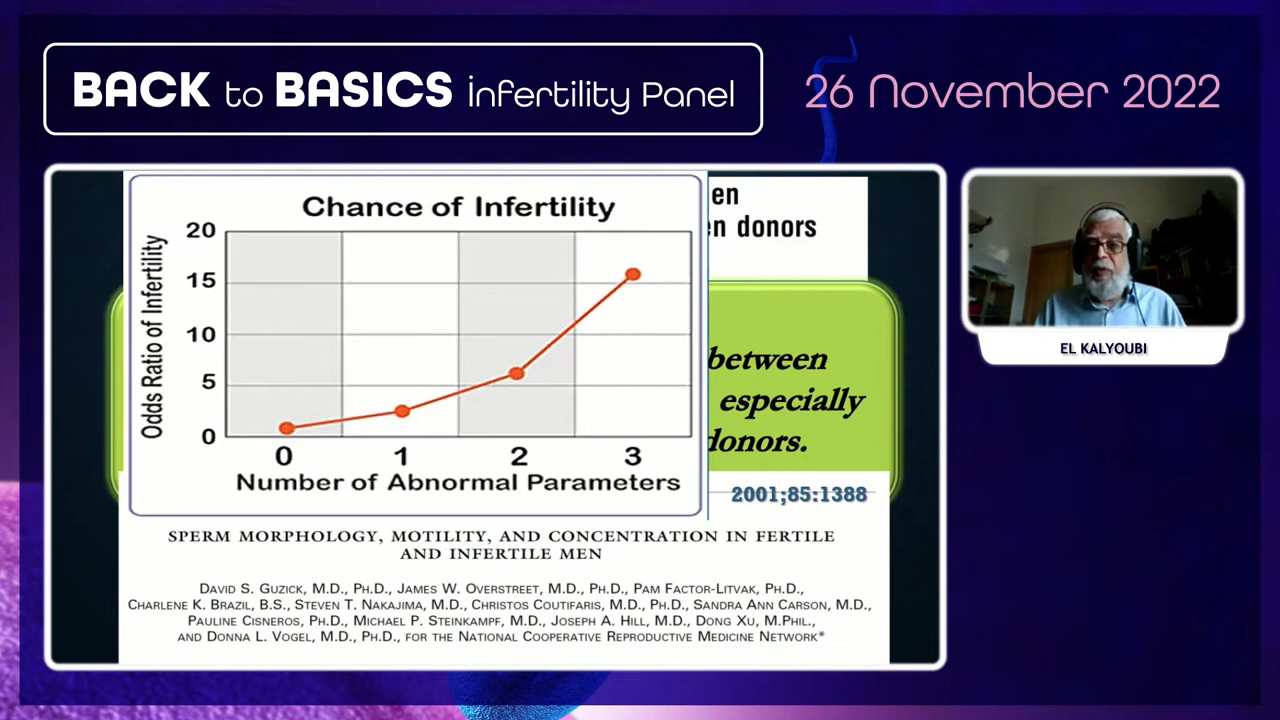 BACK to BASICS infertility Panel
26 November 2022
Chance of Infertility
Odds Ratio of Infertility
20
15
10
5
0
0 1 2 3
Number of Abnormal Parameters
en
en donors
between
especially
donors.
2001;85:1388
SPERM MORPHOLOGY, MOTILITY, AND CONCENTRATION IN FERTILE
AND INFERTILE MEN
DAVID S. GUZICK, M.D., PH.D., JAMES W. OVERSTREET, M.D., PH.D., PAM FACTOR-LITVAK, PH.D.,
CHARLENE K. BRAZIL, B.S., STEVEN T. NAKAJIMA, M.D., CHRISTOS COUTIFARIS, M.D., PH.D., SANDRA ANN CARSON, M.D.,
PAULINE CISNEROS, PH.D., MICHAEL P. STEINKAMPF, M.D., JOSEPH A. HILL, M.D., DONG XU, M.PHIL.,
AND DONNA L. VOGEL, M.D., PH.D., FOR THE NATIONAL COOPERATIVE REPRODUCTIVE MEDICINE NETWORK*
EL KALYOUBI